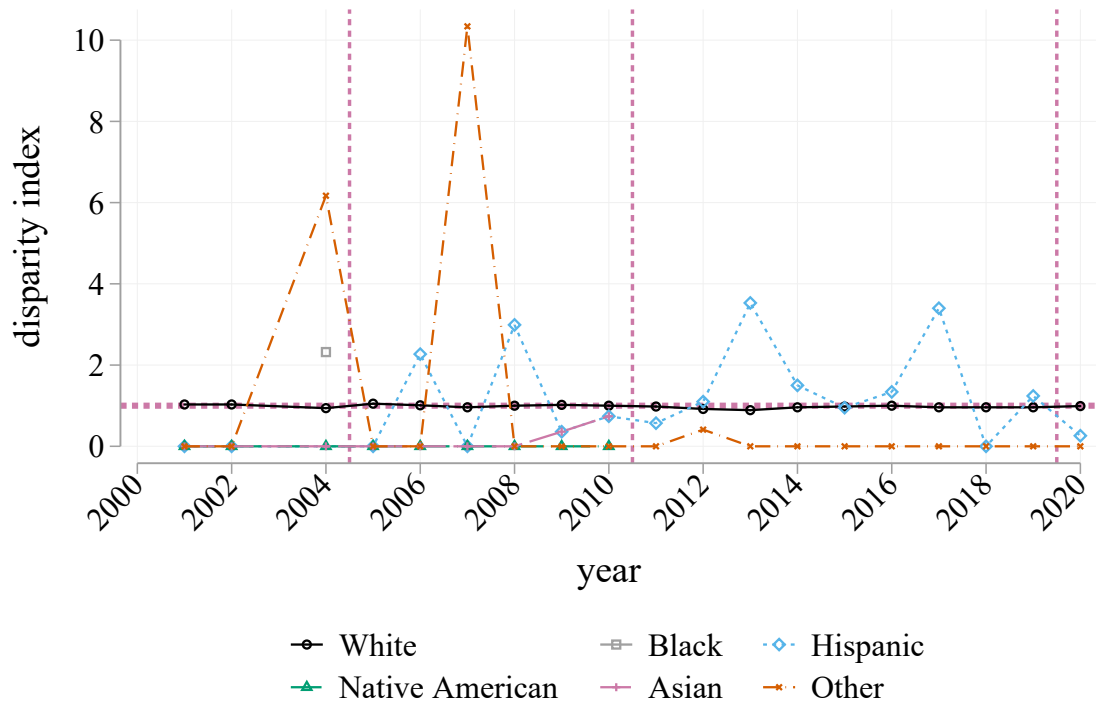 10
8
6
4
2
0
disparity index
2000 2002 2004 2006 2008 2010 2012 2014 2016 2018 2020
year
White Black Hispanic
Native American Asian Other